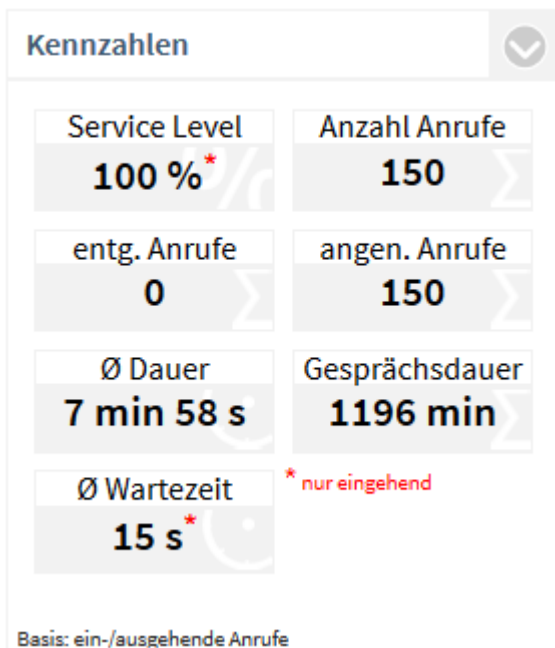 Kennzahlen
Service Level
100 %*
Anzahl Anrufe
150
entg. Anrufe
0
angen. Anrufe
150
Ø Dauer
7 min 58 s
Gesprächsdauer
1196 min
Ø Wartezeit
15 s*
* nur eingehend
Basis: ein-/ausgehende Anrufe